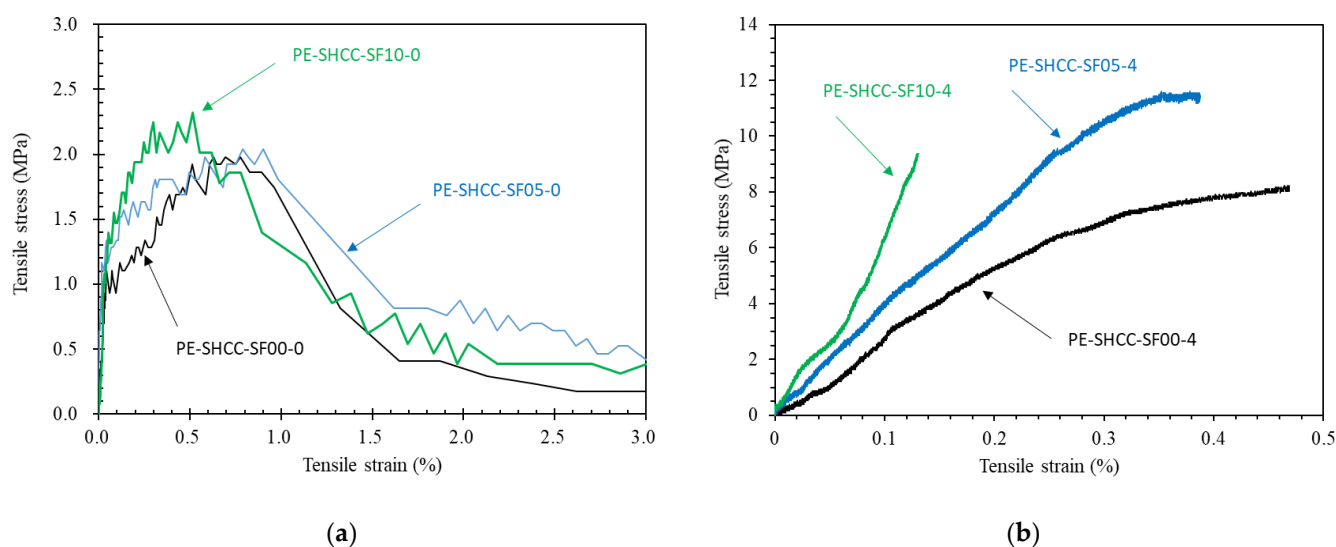 3.0
2.5
2.0
1.5
1.0
0.5
0.0
Tensile stress (MPa)
PE-SHCC-SF10-0
PE-SHCC-SF05-0
PE-SHCC-SF00-0
0.0 0.5 1.0 1.5 2.0 2.5 3.0
Tensile strain (%)
(a)
14
12
10
8
6
4
2
0
Tensile stress (MPa)
PE-SHCC-SF05-4
PE-SHCC-SF10-4
PE-SHCC-SF00-4
0 0.1 0.2 0.3 0.4 0.5
Tensile strain (%)
(b)